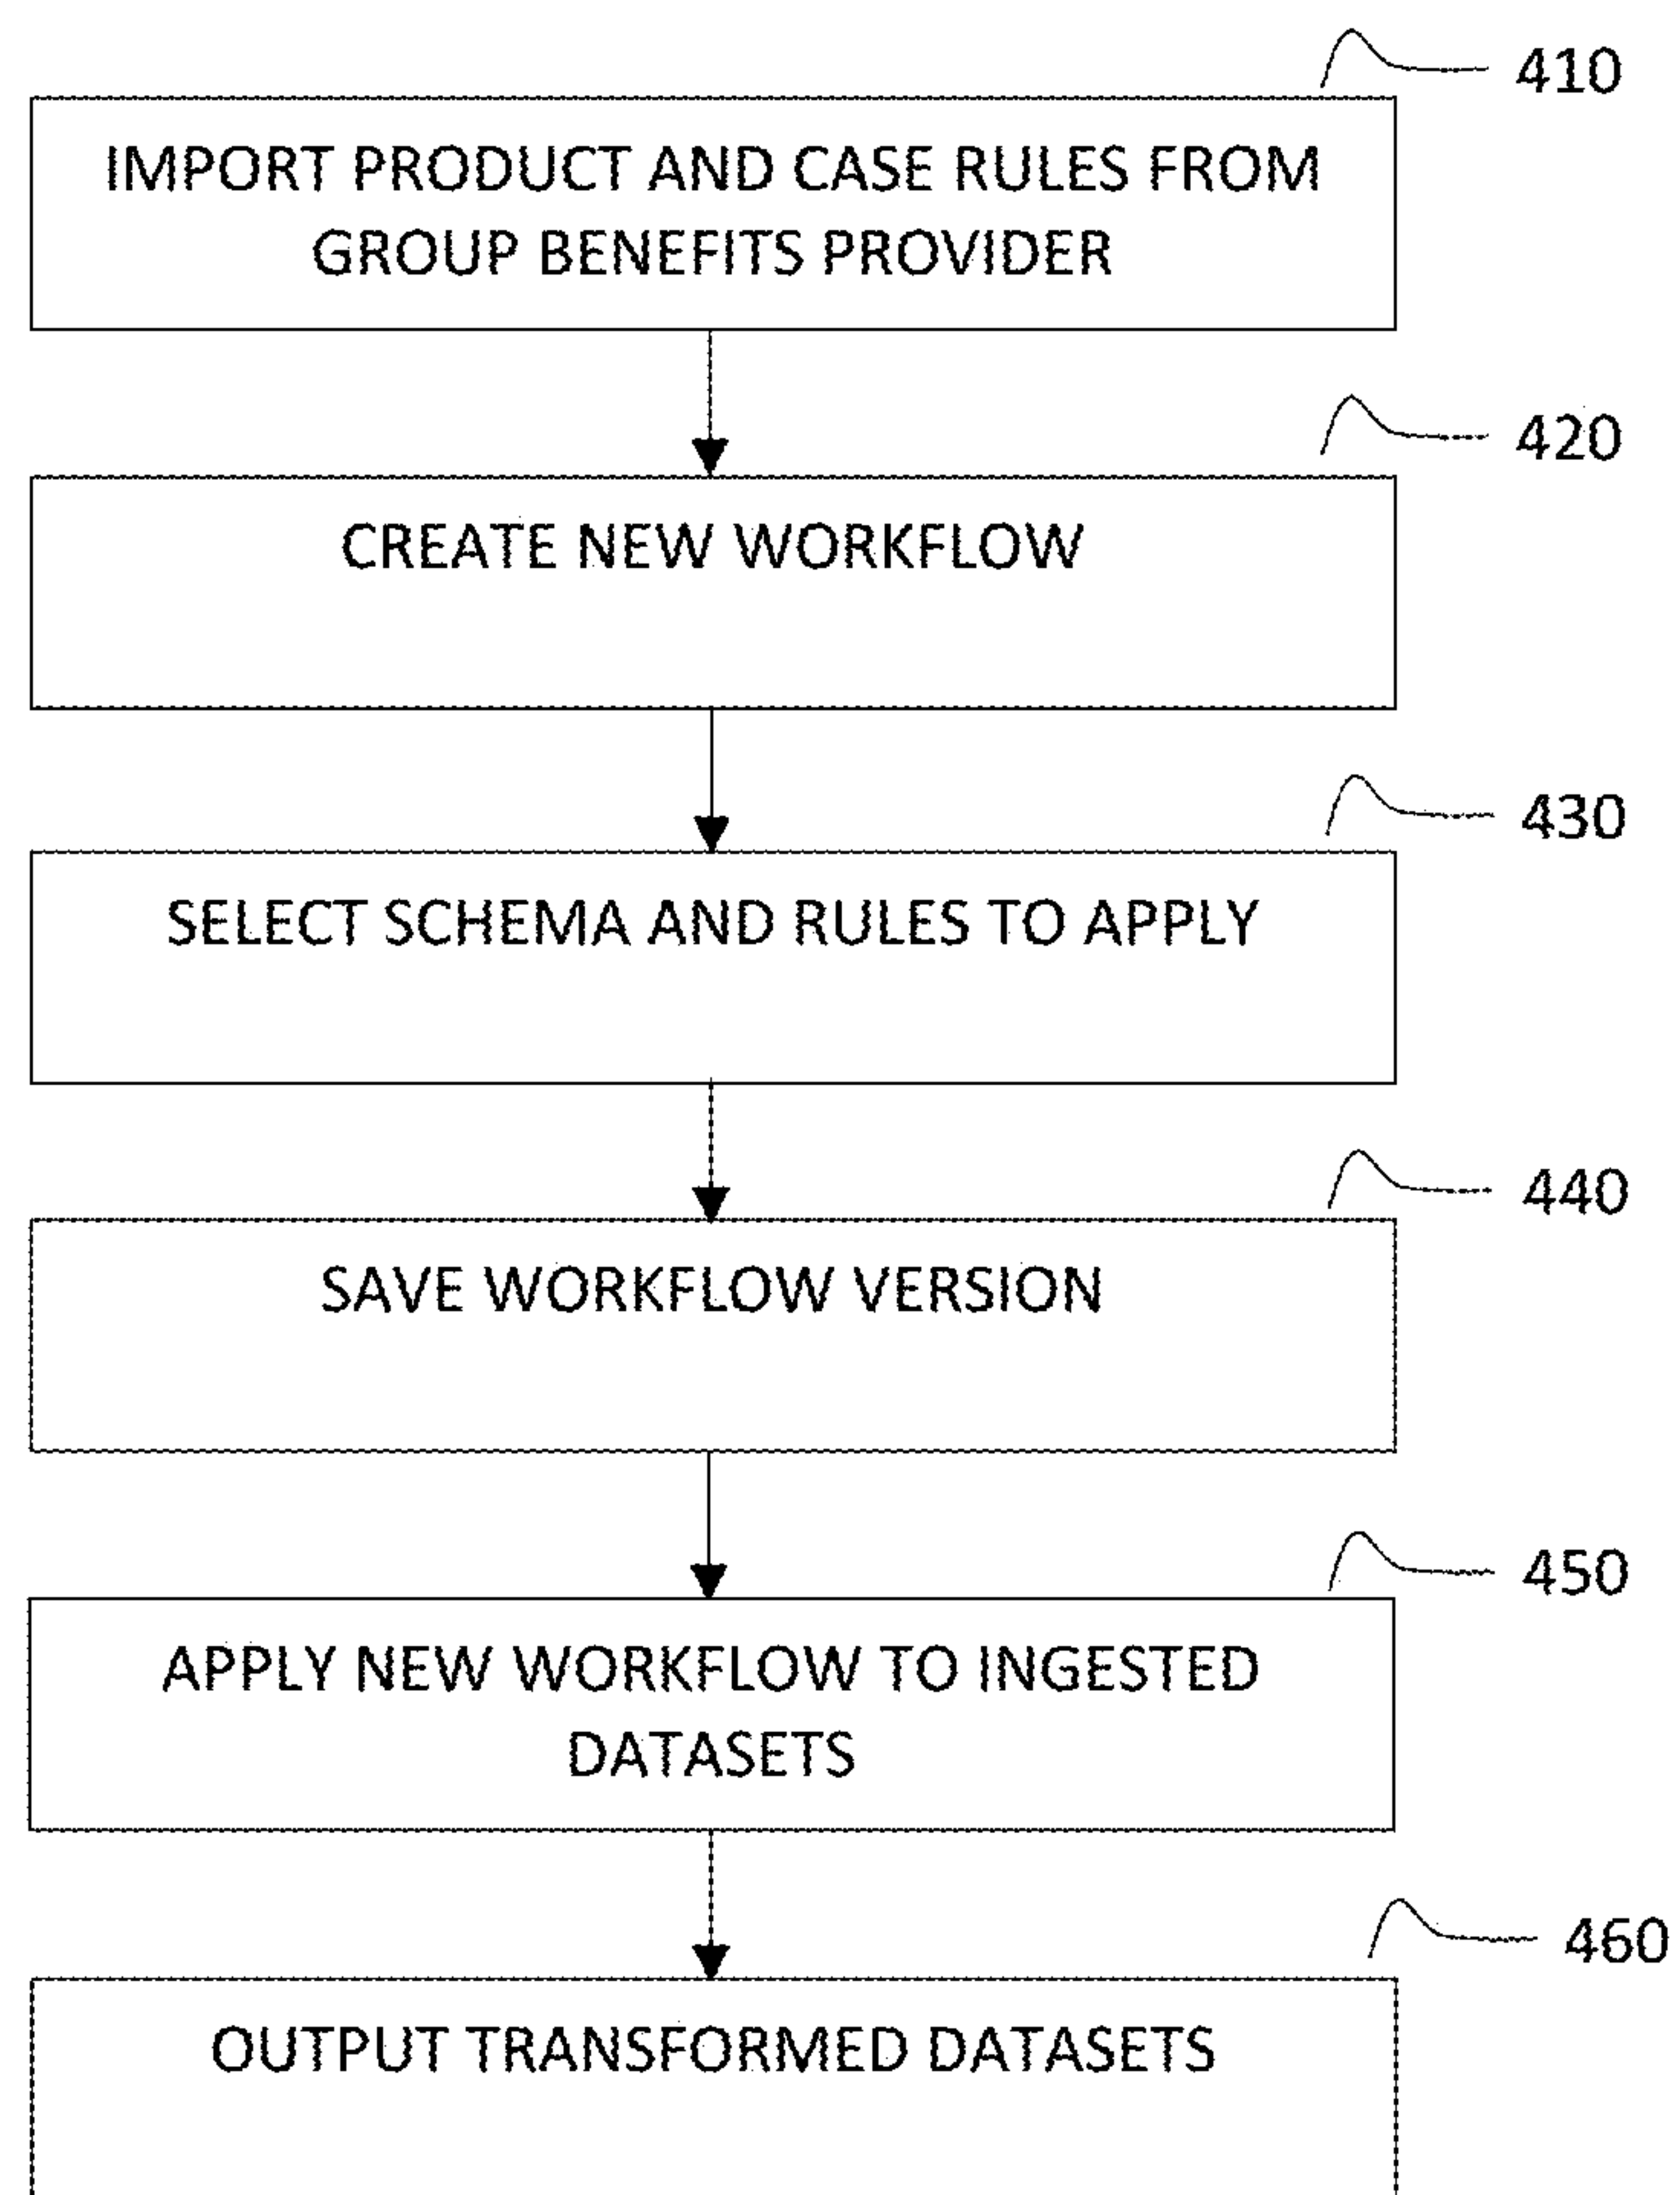 410
IMPORT PRODUCT AND CASE RULES FROM
GROUP BENEFITS PROVIDER
420
CREATE NEW WORKFLOW
430
SELECT SCHEMA AND RULES TO APPLY
440
SAVE WORKFLOW VERSION
450
APPLY NEW WORKFLOW TO INGESTED
DATASETS
460
OUTPUT TRANSFORMED DATASETS